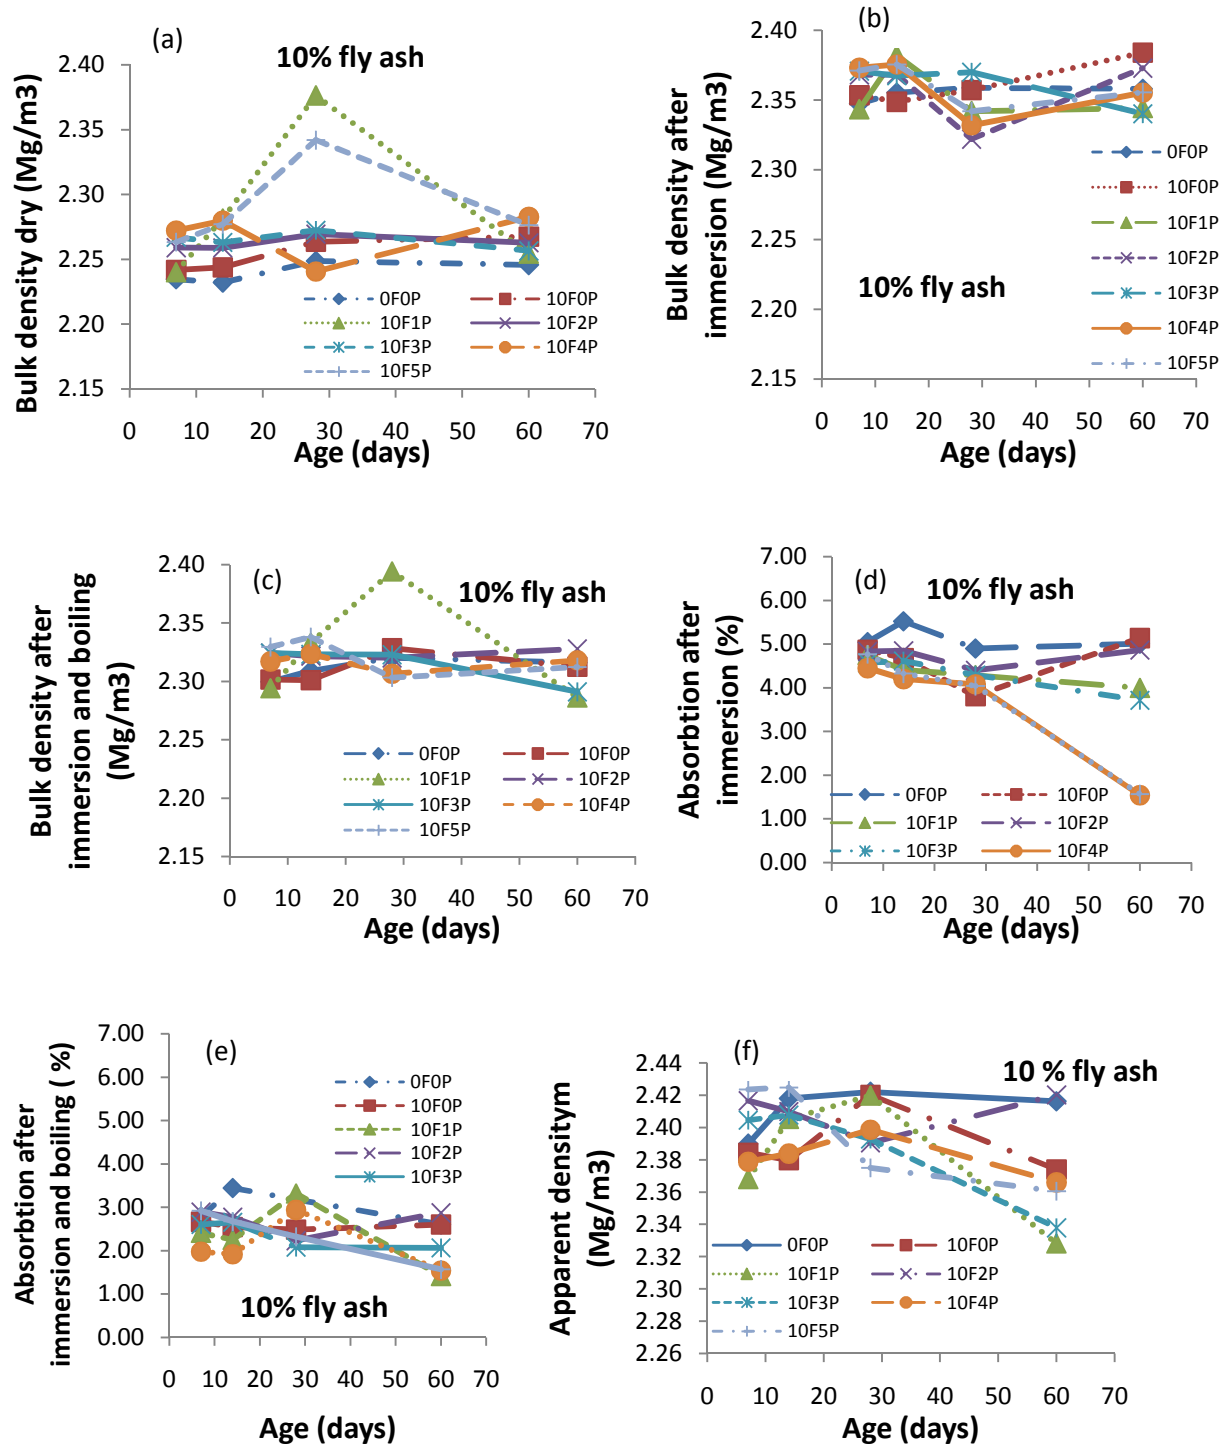 (a)
10% fly ash
Bulk density dry (Mg/m3)
2.40
2.35
2.30
2.25
2.20
2.15
0F0P 10F0P
10F1P 10F2P
10F3P 10F4P
10F5P
0 10 20 30 40 50 60 70
Age (days)
(b)
Bulk density after
immersion (Mg/m3)
2.40
2.35
2.30
2.25
2.20
2.15
10% fly ash
0F0P
10F0P
10F1P
10F2P
10F3P
10F4P
10F5P
0 10 20 30 40 50 60 70
Age (days)
(c)
10% fly ash
Bulk density after
immersion and boiling
(Mg/m3)
2.40
2.35
2.30
2.25
2.20
2.15
0F0P 10F0P
10F1P 10F2P
10F3P 10F4P
10F5P
0 10 20 30 40 50 60 70
Age (days)
(d)
10% fly ash
Absorbtion after
immersion (%)
7.00
6.00
5.00
4.00
3.00
2.00
1.00
0.00
0F0P 10F0P
10F1P 10F2P
10F3P 10F4P
0 10 20 30 40 50 60 70
Age (days)
(e)
Absorbtion after
immersion and boiling ( %)
7.00
6.00
5.00
4.00
3.00
2.00
1.00
0.00
0F0P
10F0P
10F1P
10F2P
10F3P
10% fly ash
0 10 20 30 40 50 60 70
Age (days)
(f)
10 % fly ash
Apparent densitym
(Mg/m3)
2.44
2.42
2.40
2.38
2.36
2.34
2.32
2.30
2.28
2.26
0F0P 10F0P
10F1P 10F2P
10F3P 10F4P
10F5P
0 10 20 30 40 50 60 70
Age (days)